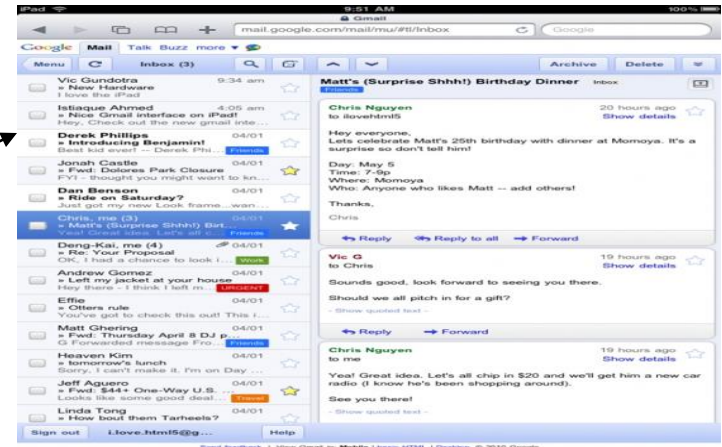 iPad
9:51 AM
100%
Gmail
mail.google.com/mail/mu/#tl/Inbox
Google
Google Mail Talk Buzz more
Menu
Inbox (3)
Archive
Delete
Vic Gundotra 9:34 am
» New Hardware
I love the iPad
Istiaque Ahmed 4:05 am
» Nice Gmail interface on iPad!
Hey, Check out the new gmail inte...
Derek Phillips 04/01
» Introducing Benjamin!
Best kid ever! -- Derek Phi... Friends
Jonah Castle 04/01
» Fwd: Dolores Park Closure
FYI - thought you might want to kn...
Dan Benson 04/01
» Ride on Saturday?
Just got my new Look frame...wan...
Chris, me (3) 04/01
» Matt's (Surprise Shhh!) Birt...
Yea! Great idea. Let's all c... Friends
Deng-Kai, me (4) 04/01
» Re: Your Proposal
OK, I had a chance to look i... Work
Andrew Gomez 04/01
» Left my jacket at your house
Hey there - I think I left m... URGENT
Effie 04/01
» Otters rule
You've got to check this out! This i...
Matt Ghering 04/01
» Fwd: Thursday April 8 DJ p...
G Forwarded message Fro... Friends
Heaven Kim 04/01
» tomorrow's lunch
Sorry, I can't make it. I'm on Day ...
Jeff Aguero 04/01
» Fwd: $44+ One-Way U.S. ...
Looks like some good deal... Travel
Linda Tong 04/01
» How bout them Tarheels?
Sign out
i.love.html5@g...
Help
Matt's (Surprise Shhh!) Birthday Dinner Inbox
Friends
Chris Nguyen 20 hours ago
to ilovehtml5 Show details
Hey everyone,
Lets celebrate Matt's 25th birthday with dinner at Momoya. It's a
surprise so don't tell him!
Day: May 5
Time: 7-9p
Where: Momoya
Who: Anyone who likes Matt -- add others!
Thanks,
Chris
Reply Reply to all Forward
Vic G 19 hours ago
to Chris Show details
Sounds good, look forward to seeing you there.
Should we all pitch in for a gift?
- Show quoted text -
Reply Forward
Chris Nguyen 19 hours ago
to me Show details
Yea! Great idea. Let's all chip in $20 and we'll get him a new car
radio (I know he's been shopping around).
See you there!
- Show quoted text -
Send feedback | View Gmail in: Mobile | Basic HTML | Desktop © 2010 Google